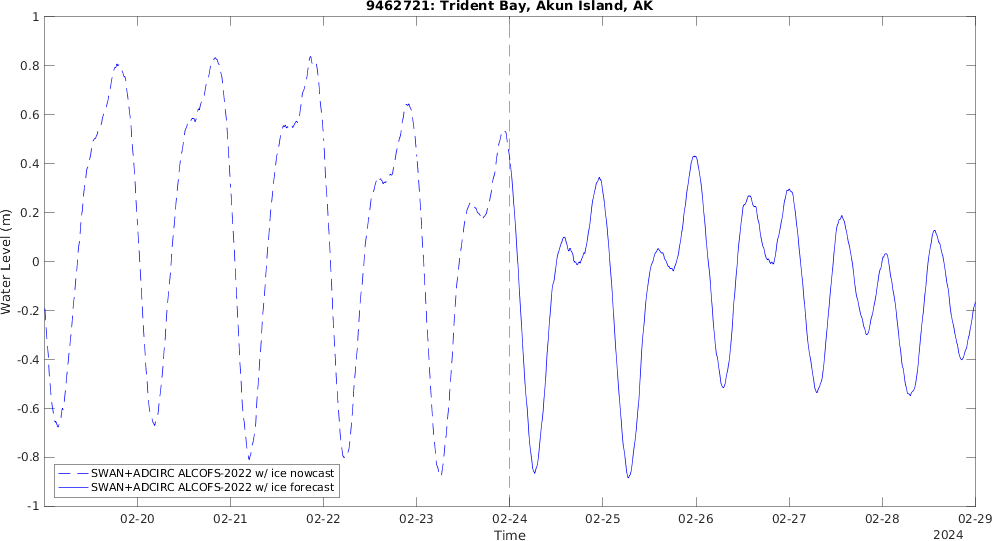 9462721: Trident Bay, Akun Island, AK
1
0.8
0.6
0.4
0.2
0
-0.2
-0.4
-0.6
-0.8
-1
Water Level (m)
SWAN+ADCIRC ALCOFS-2022 w/ ice nowcast
SWAN+ADCIRC ALCOFS-2022 w/ ice forecast
02-20 02-21 02-22 02-23 02-24 02-25 02-26 02-27 02-28 02-29
Time
2024